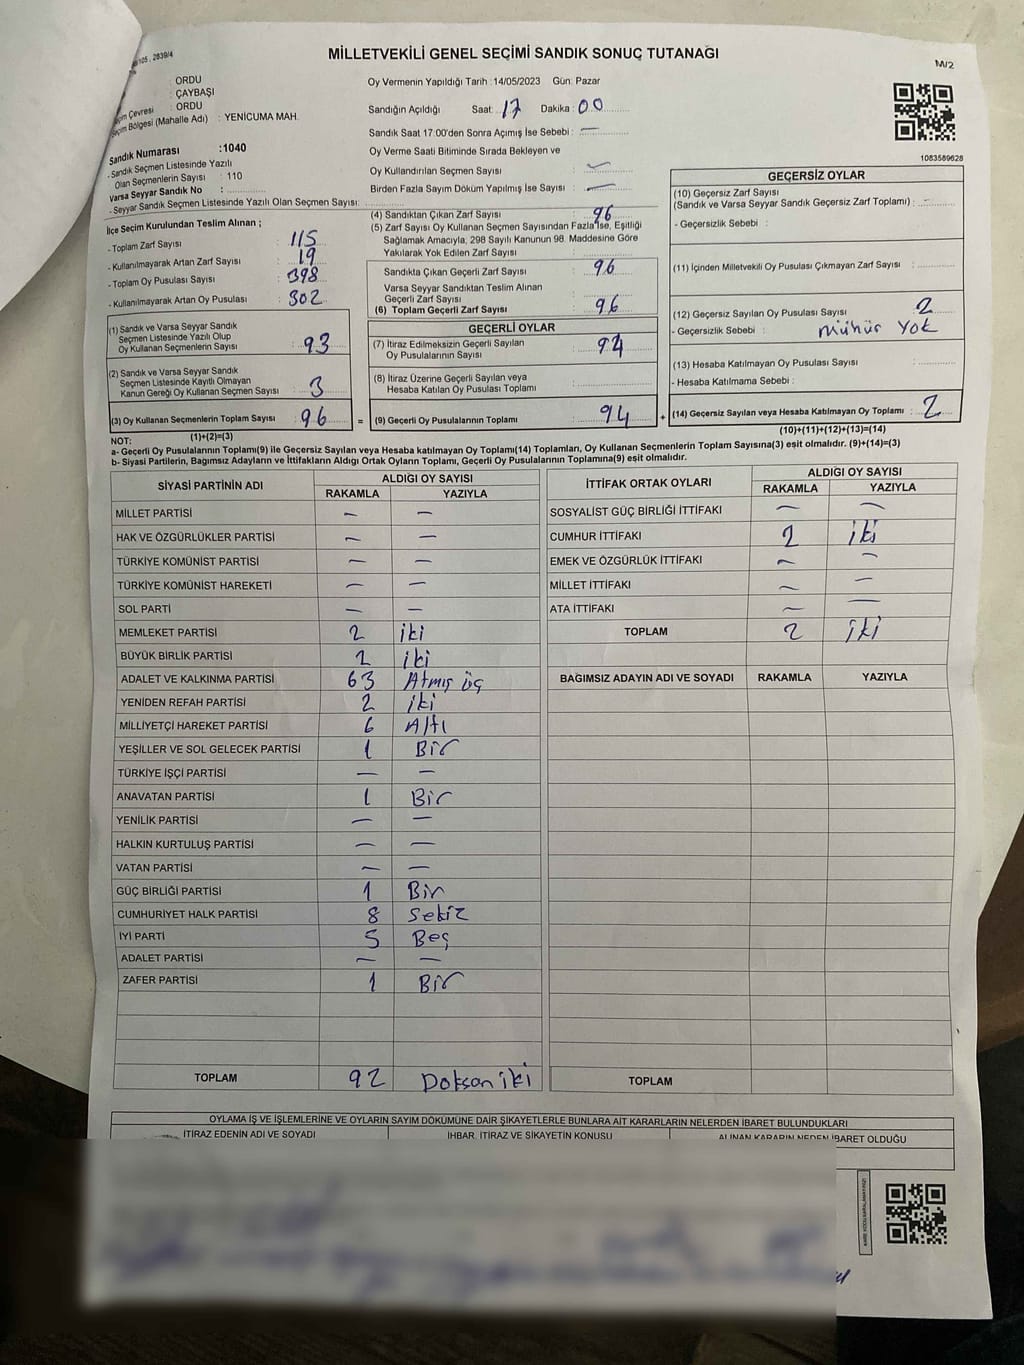 105 , 2839/4
MİLLETVEKİLİ GENEL SEÇİMİ SANDIK SONUÇ TUTANAĞI
M/2
: ORDU
: ÇAYBAŞI
Çevresi : ORDU
Seçim Bölgesi (Mahalle Adı) : YENİCUMA MAH.
Oy Vermenin Yapıldığı Tarih :14/05/2023 Gün: Pazar
Sandığın Açıldığı Saat: 17 Dakika: 00
Sandık Saat 17:00'den Sonra Açımış İse Sebebi : —
Oy Verme Saati Bitiminde Sırada Bekleyen ve
Oy Kullandırılan Seçmen Sayısı :
Birden Fazla Sayım Döküm Yapılmış İse Sayısı : —
1083589628
Sandık Numarası :1040
- Sandık Seçmen Listesinde Yazılı
Olan Seçmenlerin Sayısı : 110
Varsa Seyyar Sandık No :
- Seyyar Sandık Seçmen Listesinde Yazılı Olan Seçmen Sayısı:
İlçe Seçim Kurulundan Teslim Alınan ;
- Toplam Zarf Sayısı : 115
- Kullanılmayarak Artan Zarf Sayısı : 19
- Toplam Oy Pusulası Sayısı : 398
- Kullanılmayarak Artan Oy Pusulası : 302
(1) Sandık ve Varsa Seyyar Sandık
Seçmen Listesinde Yazılı Olup
Oy Kullanan Seçmenlerin Sayısı : 93
(2) Sandık ve Varsa Seyyar Sandık
Seçmen Listesinde Kayıtlı Olmayan
Kanun Gereği Oy Kullanan Seçmen Sayısı : 3
(3) Oy Kullanan Seçmenlerin Toplam Sayısı : 96 =
(1)+(2)=(3)
(4) Sandıktan Çıkan Zarf Sayısı : 96
(5) Zarf Sayısı Oy Kullanan Seçmen Sayısından Fazla İse, Eşitliği
Sağlamak Amacıyla, 298 Sayılı Kanunun 98. Maddesine Göre
Yakılarak Yok Edilen Zarf Sayısı :
Sandıkta Çıkan Geçerli Zarf Sayısı : 96
Varsa Seyyar Sandıktan Teslim Alınan
Geçerli Zarf Sayısı :
(6) Toplam Geçerli Zarf Sayısı : 96
GEÇERLİ OYLAR
(7) İtiraz Edilmeksizin Geçerli Sayılan
Oy Pusulalarının Sayısı : 94
(8) İtiraz Üzerine Geçerli Sayılan veya
Hesaba Katılan Oy Pusulası Toplamı :
(9) Geçerli Oy Pusulalarının Toplamı : 94 +
GEÇERSİZ OYLAR
(10) Geçersiz Zarf Sayısı
(Sandık ve Varsa Seyyar Sandık Geçersiz Zarf Toplamı) :
- Geçersizlik Sebebi :
(11) İçinden Milletvekili Oy Pusulası Çıkmayan Zarf Sayısı :
(12) Geçersiz Sayılan Oy Pusulası Sayısı : 2
- Geçersizlik Sebebi : mühür yok
(13) Hesaba Katılmayan Oy Pusulası Sayısı :
- Hesaba Katılmama Sebebi :
(14) Geçersiz Sayılan veya Hesaba Katılmayan Oy Toplamı : 2
(10)+(11)+(12)+(13)=(14)
NOT:
a- Geçerli Oy Pusulasının Toplamı(9) ile Geçersiz Sayılan veya Hesaba katılmayan Oy Toplamı(14) Toplamları, Oy Kullanan Seçmenlerin Toplam Sayısına(3) eşit olmalıdır. (9)+(14)=(3)
b- Siyasi Partilerin, Bağımsız Adayların ve İttifakların Aldığı Ortak Oyların Toplamı, Geçerli Oy Pusulalarının Toplamına(9) eşit olmalıdır.
SİYASİ PARTİNİN ADI ALDIĞI OY SAYISI
RAKAMLA YAZIYLA
MİLLET PARTİSİ — —
HAK VE ÖZGÜRLÜKLER PARTİSİ — —
TÜRKİYE KOMÜNİST PARTİSİ — —
TÜRKİYE KOMÜNİST HAREKETİ — —
SOL PARTİ — —
MEMLEKET PARTİSİ 2 iki
BÜYÜK BİRLİK PARTİSİ 2 iki
ADALET VE KALKINMA PARTİSİ 63 Atmış üç
YENİDEN REFAH PARTİSİ 2 iki
MİLLİYETÇİ HAREKET PARTİSİ 6 Altı
YEŞİLLER VE SOL GELECEK PARTİSİ 1 Bir
TÜRKİYE İŞÇİ PARTİSİ — —
ANAVATAN PARTİSİ 1 Bir
YENİLİK PARTİSİ — —
HALKIN KURTULUŞ PARTİSİ — —
VATAN PARTİSİ — —
GÜÇ BİRLİĞİ PARTİSİ 1 Bir
CUMHURİYET HALK PARTİSİ 8 Sekiz
İYİ PARTİ 5 Beş
ADALET PARTİSİ — —
ZAFER PARTİSİ 1 Bir
TOPLAM 92 Doksan iki
İTTİFAK ORTAK OYLARI ALDIĞI OY SAYISI
RAKAMLA YAZIYLA
SOSYALİST GÜÇ BİRLİĞİ İTTİFAKI — —
CUMHUR İTTİFAKI 2 iki
EMEK VE ÖZGÜRLÜK İTTİFAKI — —
MİLLET İTTİFAKI — —
ATA İTTİFAKI — —
TOPLAM 2 iki
BAĞIMSIZ ADAYIN ADI VE SOYADI RAKAMLA YAZIYLA
TOPLAM
OYLAMA İŞ VE İŞLEMLERİNE VE OYLARIN SAYIM DÖKÜMÜNE DAİR ŞİKAYETLERLE BUNLARA AİT KARARLARIN NELERDEN İBARET BULUNDUKLARI
İTİRAZ EDENİN ADI VE SOYADI İHBAR, İTİRAZ VE ŞİKAYETİN KONUSU ALINAN KARARIN NEDEN İBARET OLDUĞU